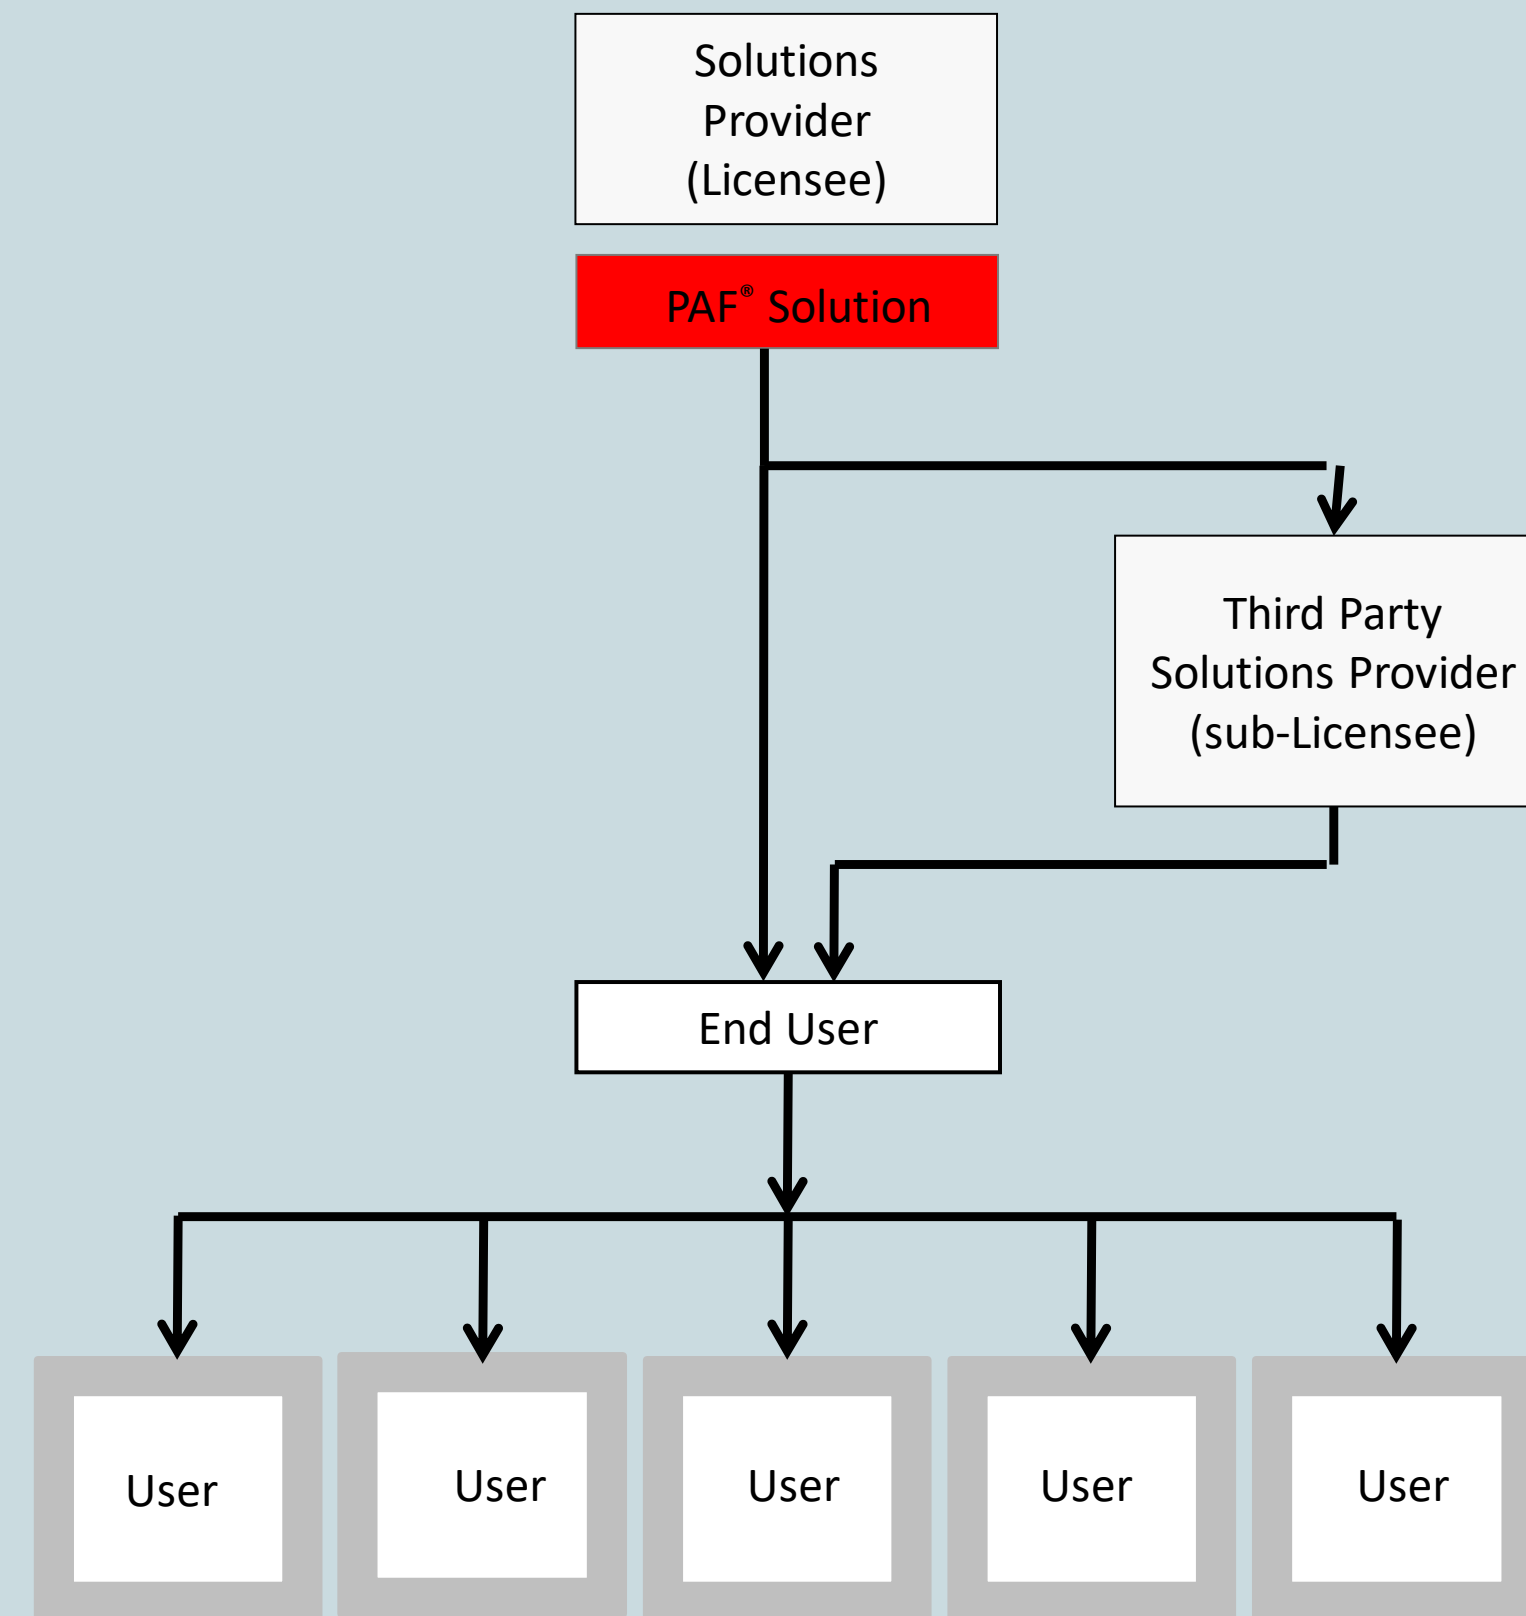 Solutions
Provider
(Licensee)
PAF® Solution
Third Party
Solutions Provider
(sub-Licensee)
End User
User
User
User
User
User